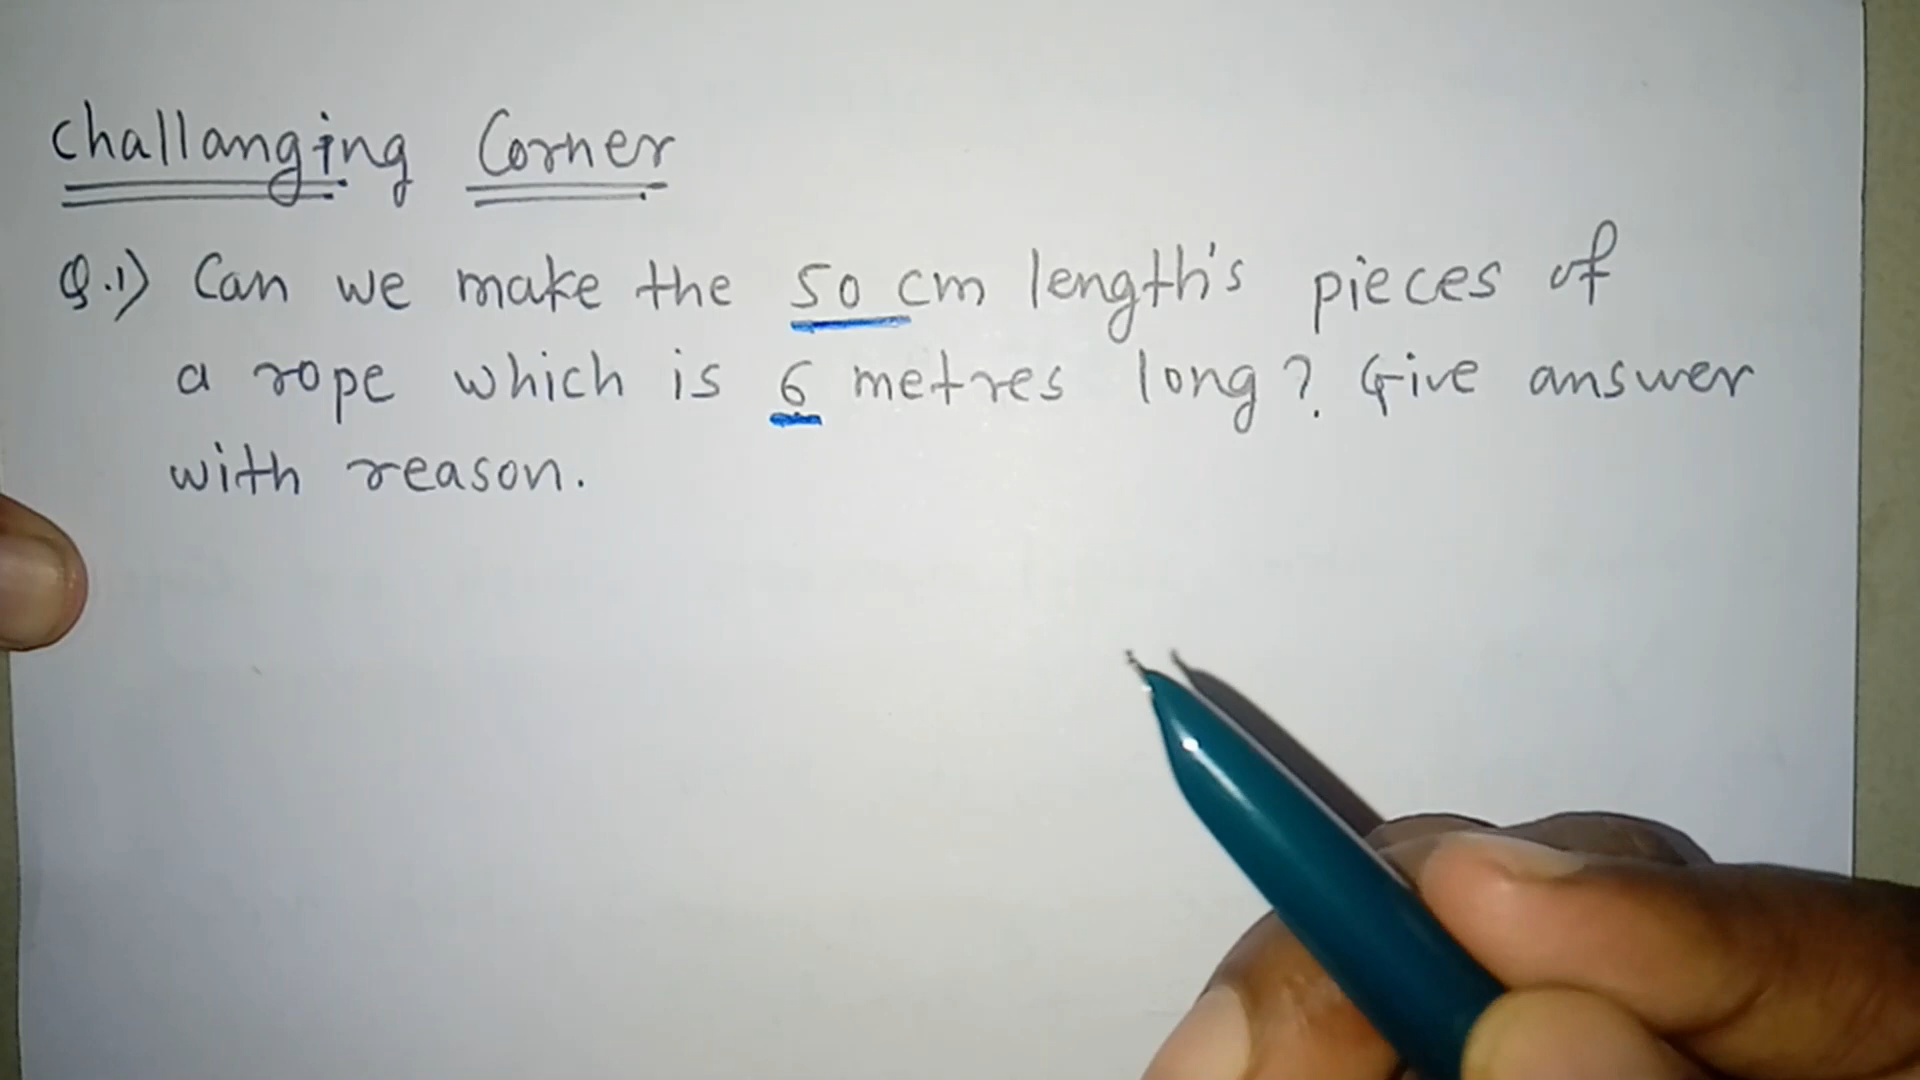 Challanging Corner
Q.1) Can we make the 50 cm length's pieces of
a rope which is 6 metres long? Give answer
with reason.